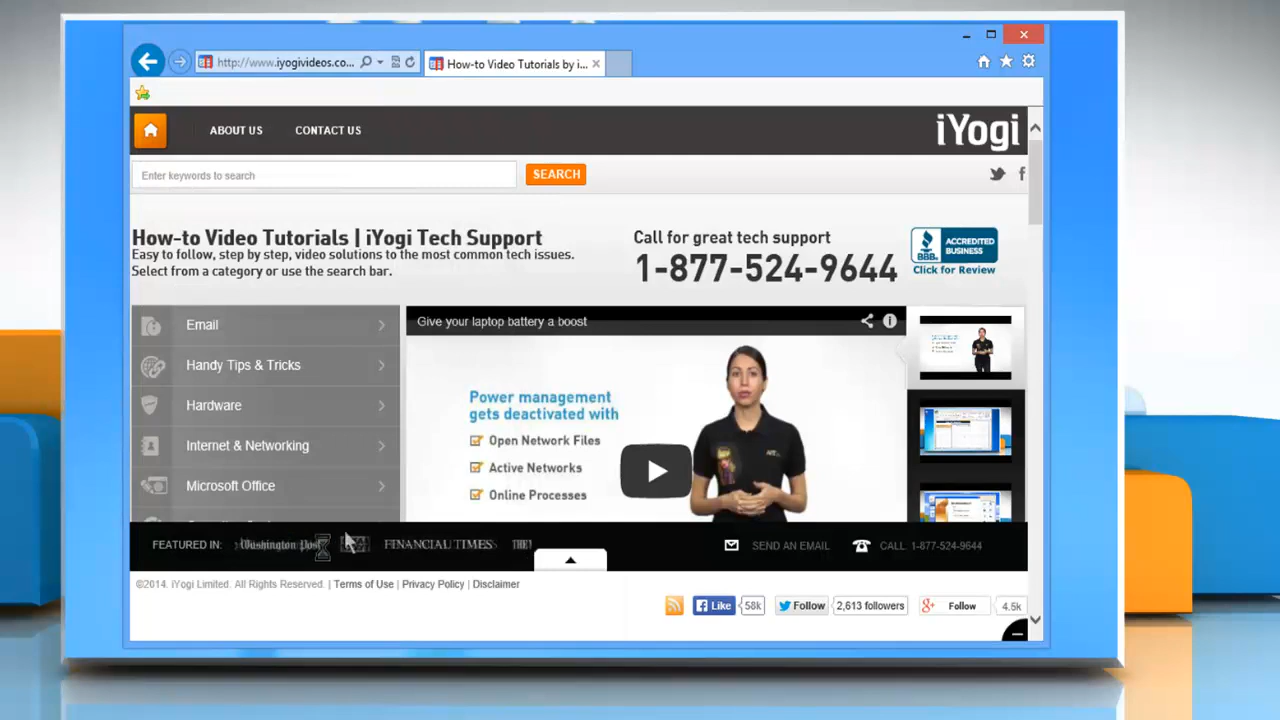 http://www.iyogivideos.co...
How-to Video Tutorials by i...
ABOUT US
CONTACT US
iYogi
Enter keywords to search
SEARCH
How-to Video Tutorials | iYogi Tech Support
Easy to follow, step by step, video solutions to the most common tech issues.
Select from a category or use the search bar.
Call for great tech support
1-877-524-9644
BBB.
ACCREDITED
BUSINESS
Click for Review
Email
Handy Tips & Tricks
Hardware
Internet & Networking
Microsoft Office
Give your laptop battery a boost
Power management
gets deactivated with
Open Network Files
Active Networks
Online Processes
FEATURED IN:
Washington Post
FINANCIAL TIMES
SEND AN EMAIL
CALL: 1-877-524-9644
©2014. iYogi Limited. All Rights Reserved. | Terms of Use | Privacy Policy | Disclaimer
Like
58k
Follow
2,613 followers
g+
Follow
4.5k